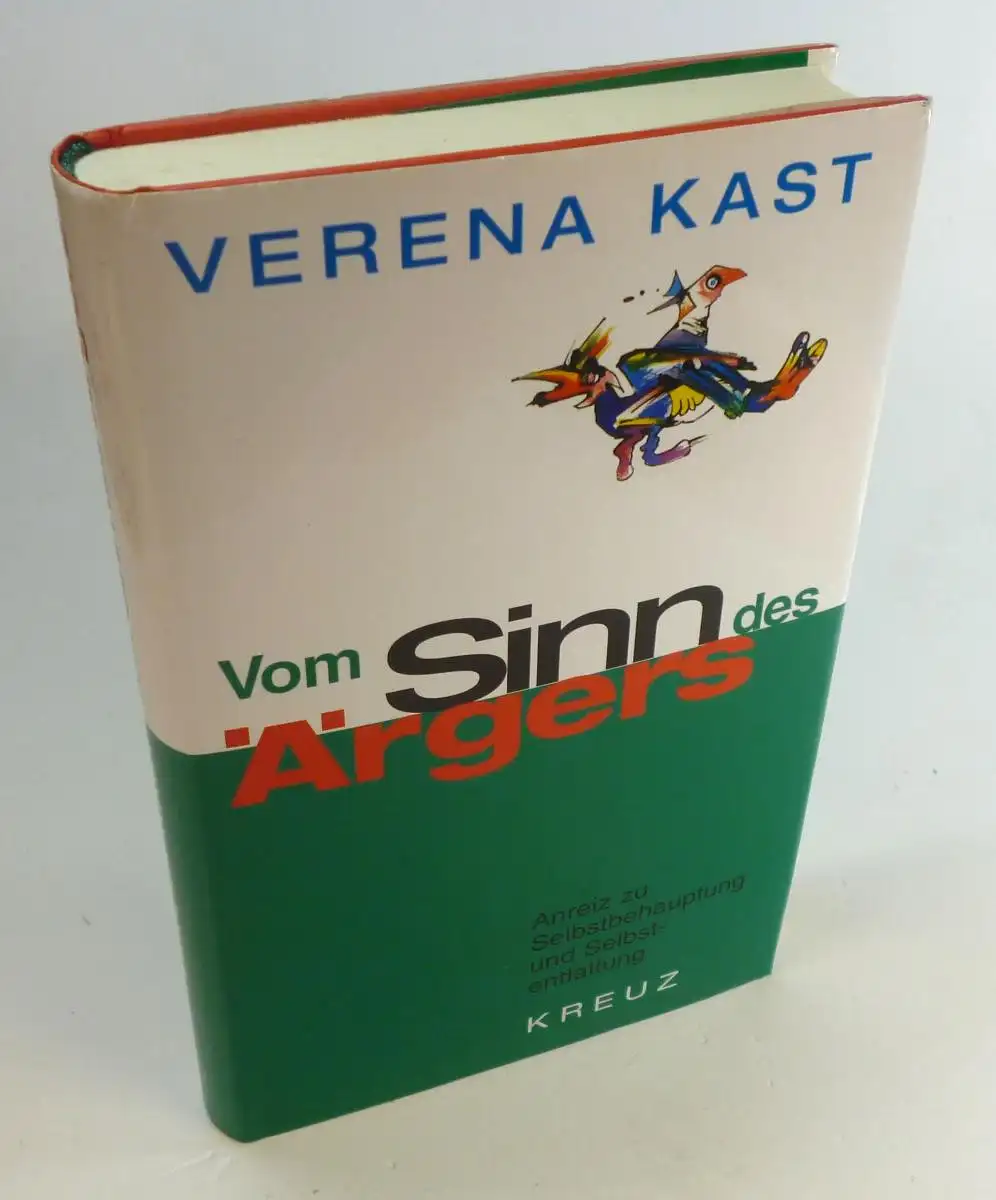 VERENA KAST
Vom Sinn des
Ärgers
Anreiz zu
Selbstbehauptung
und Selbst-
entfaltung
KREUZ